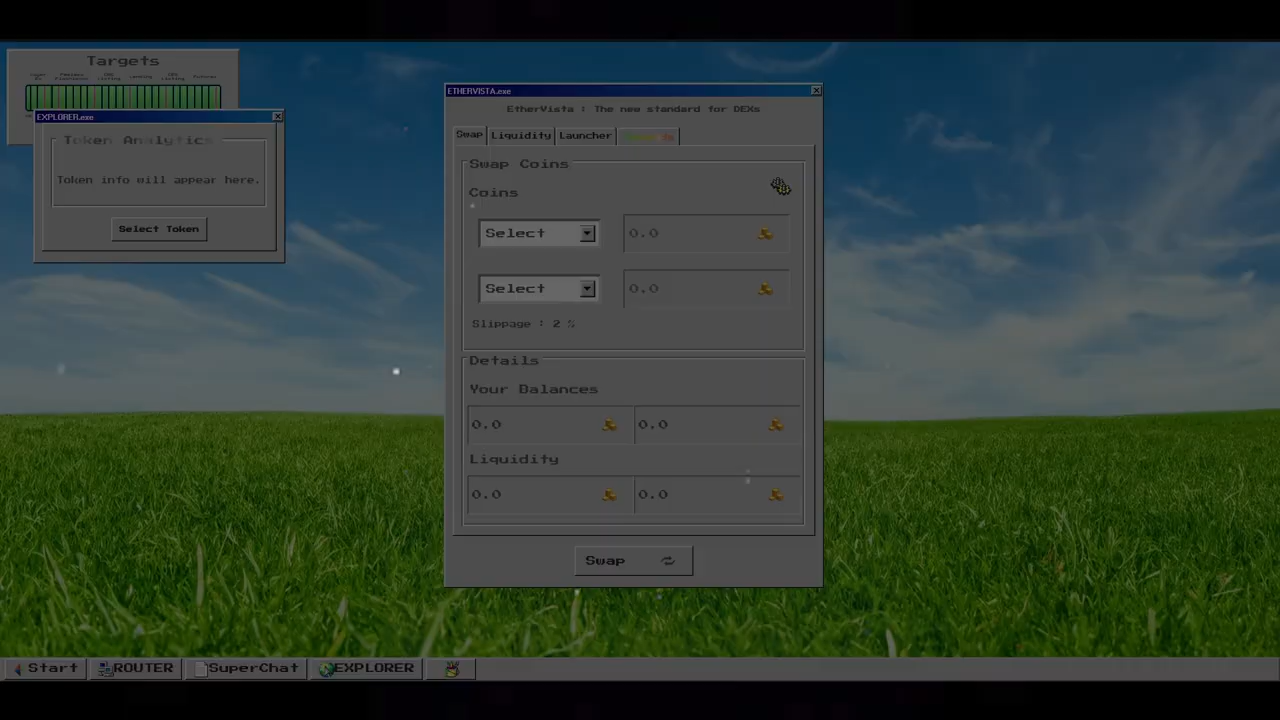 Targets
EXPLORER.exe
Token Analytics
Token info will appear here.
Select Token
ETHERVISTA.exe
EtherVista : The new standard for DEXs
Swap Liquidity Launcher
Swap Coins
Coins
Select 0.0
Select 0.0
Slippage : 2 %
Details
Your Balances
0.0 0.0
Liquidity
0.0 0.0
Swap
Start ROUTER SuperChat EXPLORER